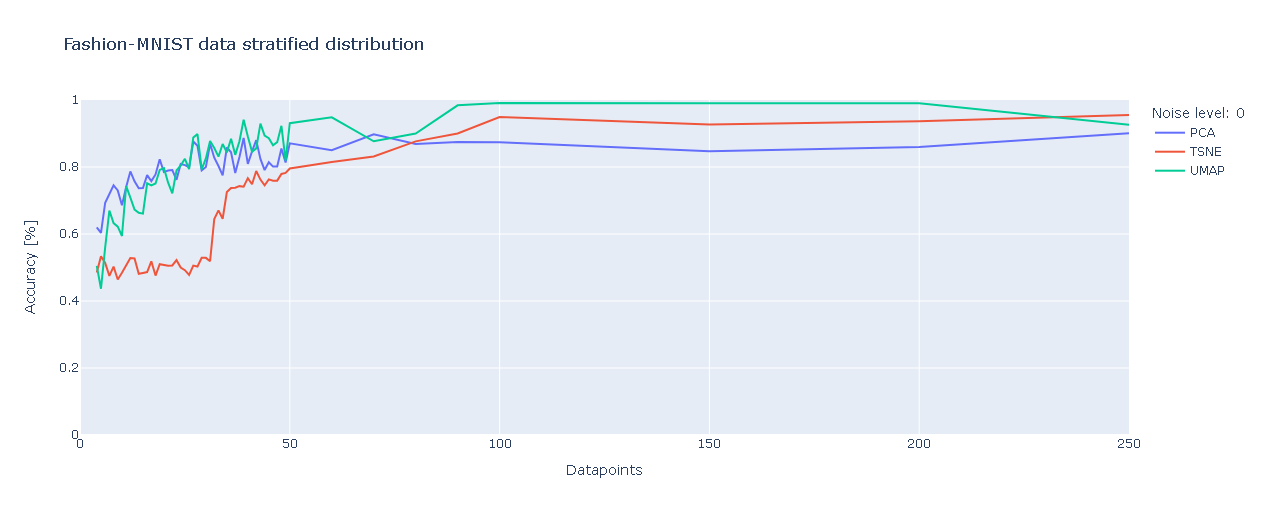 Fashion-MNIST data stratified distribution
Noise level: 0
PCA
TSNE
UMAP
Accuracy [%]
1
0.8
0.6
0.4
0.2
0
0 50 100 150 200 250
Datapoints